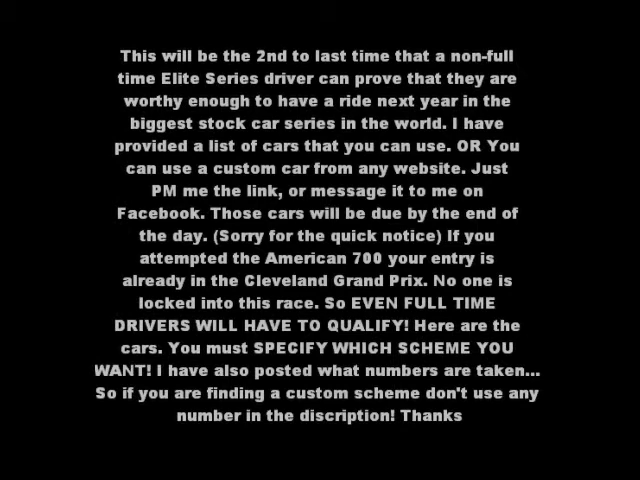 This will be the 2nd to last time that a non-full
time Elite Series driver can prove that they are
worthy enough to have a ride next year in the
biggest stock car series in the world. I have
provided a list of cars that you can use. OR You
can use a custom car from any website. Just
PM me the link, or message it to me on
Facebook. Those cars will be due by the end of
the day. (Sorry for the quick notice) If you
attempted the American 700 your entry is
already in the Cleveland Grand Prix. No one is
locked into this race. So EVEN FULL TIME
DRIVERS WILL HAVE TO QUALIFY! Here are the
cars. You must SPECIFY WHICH SCHEME YOU
WANT! I have also posted what numbers are taken...
So if you are finding a custom scheme don't use any
number in the discription! Thanks